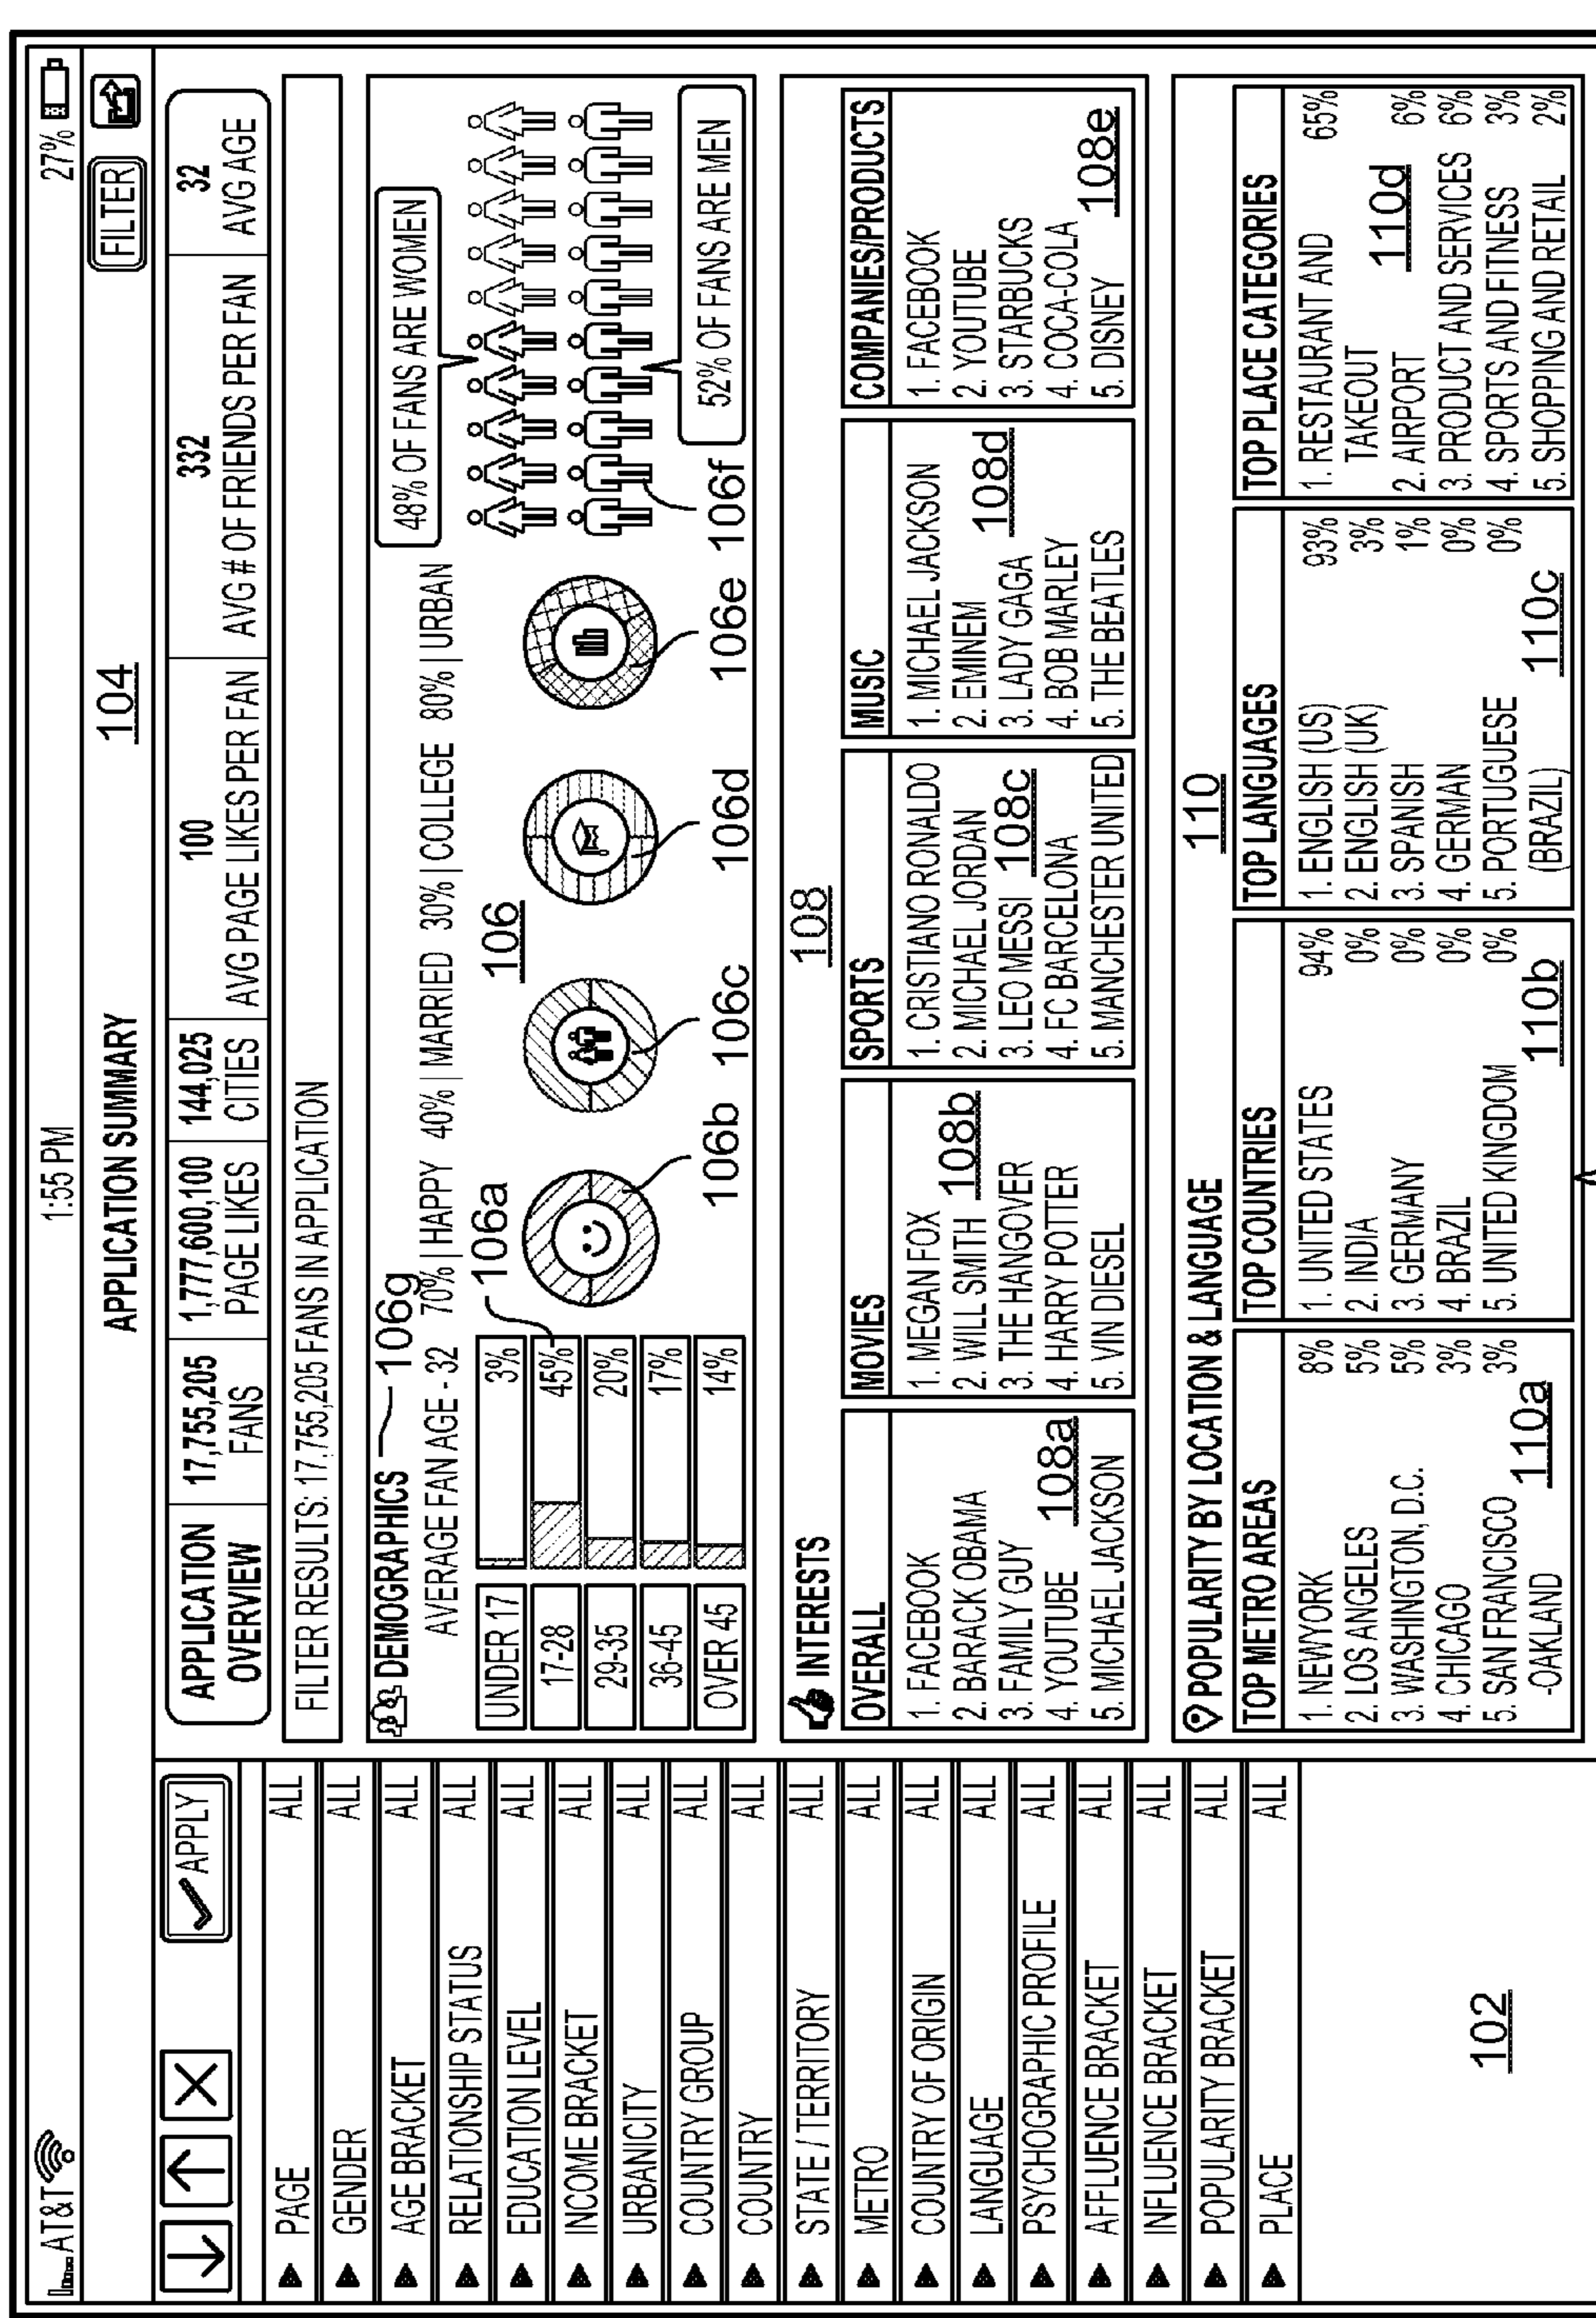 AT&T
1:55 PM
27%
APPLICATION SUMMARY
104
FILTER
APPLY
PAGE ALL
GENDER ALL
AGE BRACKET ALL
RELATIONSHIP STATUS ALL
EDUCATION LEVEL ALL
INCOME BRACKET ALL
URBANICITY ALL
COUNTRY GROUP ALL
COUNTRY ALL
STATE / TERRITORY ALL
METRO ALL
COUNTRY OF ORIGIN ALL
LANGUAGE ALL
PSYCHOGRAPHIC PROFILE ALL
AFFLUENCE BRACKET ALL
INFLUENCE BRACKET ALL
POPULARITY BRACKET ALL
PLACE ALL
102
APPLICATION
OVERVIEW
17,755,205
FANS
1,777,600,100
PAGE LIKES
144,025
CITIES
100
AVG PAGE LIKES PER FAN
332
AVG # OF FRIENDS PER FAN
32
AVG AGE
FILTER RESULTS: 17,755,205 FANS IN APPLICATION
DEMOGRAPHICS
106g
AVERAGE FAN AGE - 32
70% | HAPPY
40% | MARRIED
30% | COLLEGE
80% | URBAN
106a
106
UNDER 17 3%
17-28 45%
29-35 20%
36-45 17%
OVER 45 14%
106b
106c
106d
106e
106f
48% OF FANS ARE WOMEN
52% OF FANS ARE MEN
INTERESTS
108
OVERALL
1. FACEBOOK
2. BARACK OBAMA
3. FAMILY GUY
4. YOUTUBE
5. MICHAEL JACKSON
108a
MOVIES
1. MEGAN FOX
2. WILL SMITH
3. THE HANGOVER
4. HARRY POTTER
5. VIN DIESEL
108b
SPORTS
1. CRISTIANO RONALDO
2. MICHAEL JORDAN
3. LEO MESSI
4. FC BARCELONA
5. MANCHESTER UNITED
108c
MUSIC
1. MICHAEL JACKSON
2. EMINEM
3. LADY GAGA
4. BOB MARLEY
5. THE BEATLES
108d
COMPANIES/PRODUCTS
1. FACEBOOK
2. YOUTUBE
3. STARBUCKS
4. COCA-COLA
5. DISNEY
108e
POPULARITY BY LOCATION & LANGUAGE
110
TOP METRO AREAS
1. NEWYORK 8%
2. LOS ANGELES 5%
3. WASHINGTON, D.C. 5%
4. CHICAGO 3%
5. SAN FRANCISCO 3%
-OAKLAND
110a
TOP COUNTRIES
1. UNITED STATES 94%
2. INDIA 0%
3. GERMANY 0%
4. BRAZIL 0%
5. UNITED KINGDOM 0%
110b
TOP LANGUAGES
1. ENGLISH (US) 93%
2. ENGLISH (UK) 3%
3. SPANISH 1%
4. GERMAN 0%
5. PORTUGUESE 0%
(BRAZIL)
110c
TOP PLACE CATEGORIES
1. RESTAURANT AND 65%
TAKEOUT
2. AIRPORT 6%
3. PRODUCT AND SERVICES 6%
4. SPORTS AND FITNESS 3%
5. SHOPPING AND RETAIL 2%
110d